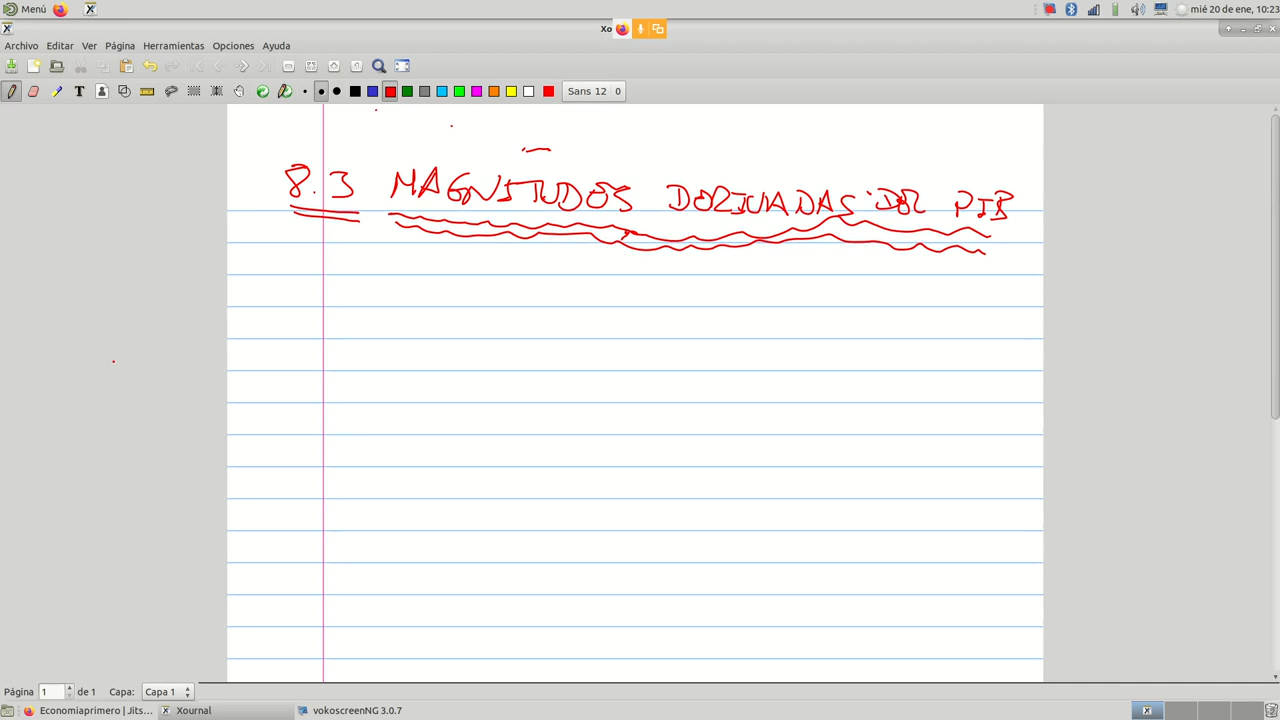 Menú
mié 20 de ene, 10:23
Xo
Archivo Editar Ver Página Herramientas Opciones Ayuda
Sans 12 0
8.3 MAGNITUDES DERIVADAS DEL PIB
Página 1 de 1 Capa: Capa 1
Economiaprimero | Jits... Xournal vokoscreenNG 3.0.7